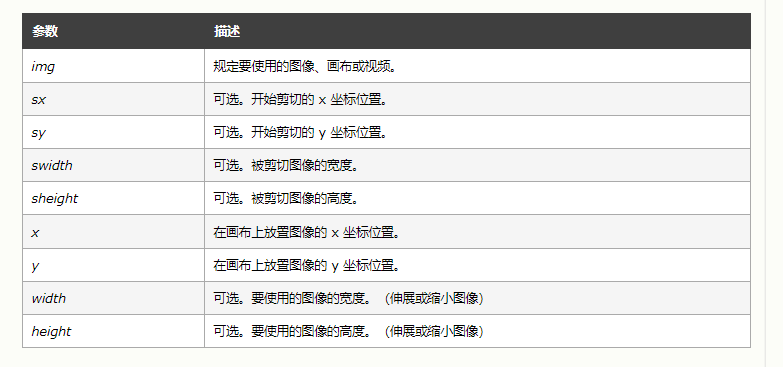 参数 描述
img 规定要使用的图像、画布或视频。
sx 可选。开始剪切的 x 坐标位置。
sy 可选。开始剪切的 y 坐标位置。
swidth 可选。被剪切图像的宽度。
sheight 可选。被剪切图像的高度。
x 在画布上放置图像的 x 坐标位置。
y 在画布上放置图像的 y 坐标位置。
width 可选。要使用的图像的宽度。（伸展或缩小图像）
height 可选。要使用的图像的高度。（伸展或缩小图像）